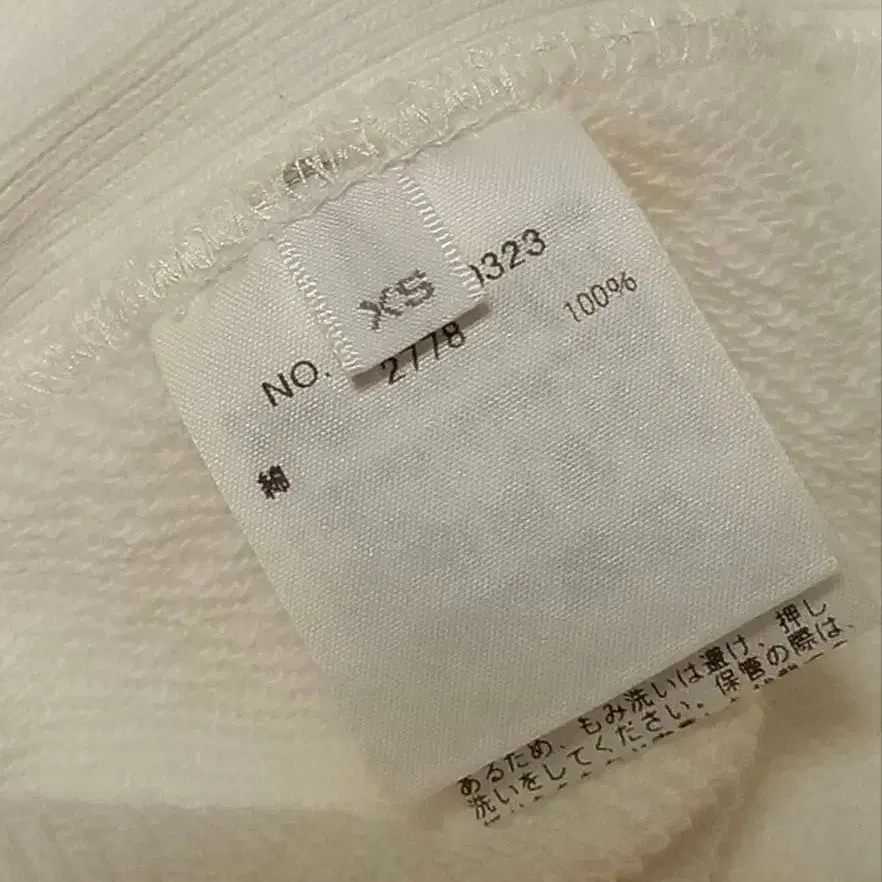 XS
NO. 2778
0323
綿 100%
あるため、もみ洗いは避け、押し
洗いをしてください。保管の際は、